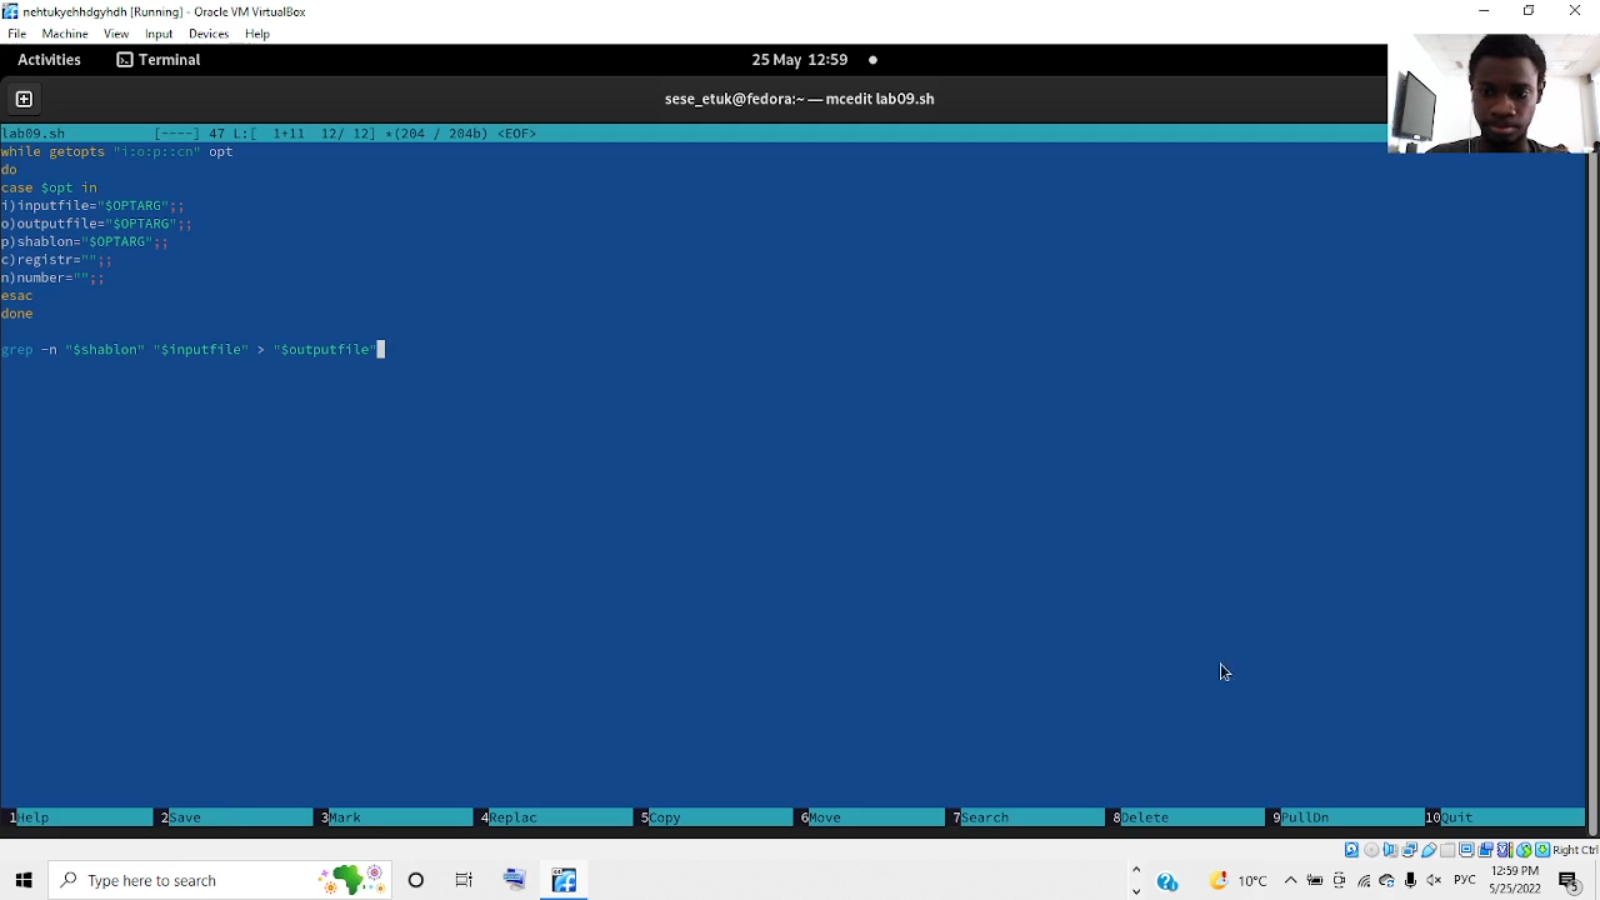 nehtukyehhdgyhdh [Running] - Oracle VM VirtualBox
File Machine View Input Devices Help
Activities Terminal 25 May 12:59
sese_etuk@fedora:~ — mcedit lab09.sh
lab09.sh [----] 47 L:[ 1+11 12/ 12] *(204 / 204b) <EOF>
while getopts "i:o:p::cn" opt
do
case $opt in
i)inputfile="$OPTARG";;
o)outputfile="$OPTARG";;
p)shablon="$OPTARG";;
c)registr="";;
n)number="";;
esac
done
grep -n "$shablon" "$inputfile" > "$outputfile"
1Help 2Save 3Mark 4Replac 5Copy 6Move 7Search 8Delete 9PullDn 10Quit
Right Ctrl
Type here to search
10°C
РУС
12:59 PM
5/25/2022
5